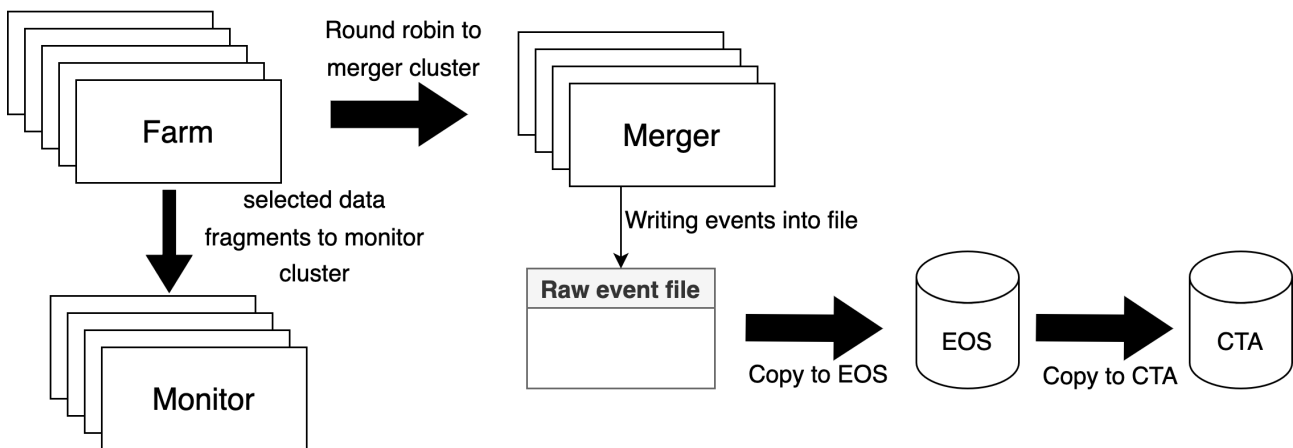 Round robin to
merger cluster
Farm
Merger
selected data
fragments to monitor
cluster
Writing events into file
Raw event file
Monitor
Copy to EOS
EOS
Copy to CTA
CTA